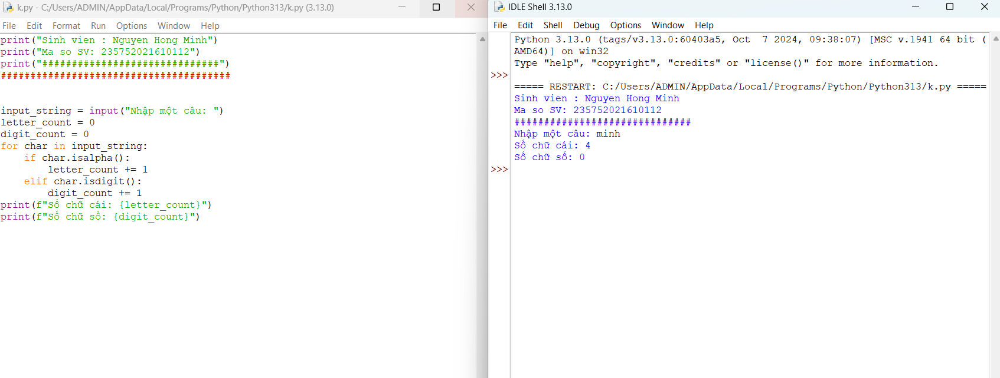 k.py - C:/Users/ADMIN/AppData/Local/Programs/Python/Python313/k.py (3.13.0)
File Edit Format Run Options Window Help
print("Sinh vien : Nguyen Hong Minh")
print("Ma so SV: 235752021610112")
print("##############################")
#######################################
input_string = input("Nhập một câu: ")
letter_count = 0
digit_count = 0
for char in input_string:
    if char.isalpha():
        letter_count += 1
    elif char.isdigit():
        digit_count += 1
print(f"Số chữ cái: {letter_count}")
print(f"Số chữ số: {digit_count}")
IDLE Shell 3.13.0
File Edit Shell Debug Options Window Help
Python 3.13.0 (tags/v3.13.0:60403a5, Oct  7 2024, 09:38:07) [MSC v.1941 64 bit (
AMD64)] on win32
Type "help", "copyright", "credits" or "license()" for more information.
>>>
===== RESTART: C:/Users/ADMIN/AppData/Local/Programs/Python/Python313/k.py =====
Sinh vien : Nguyen Hong Minh
Ma so SV: 235752021610112
##############################
Nhập một câu: minh
Số chữ cái: 4
Số chữ số: 0
>>>